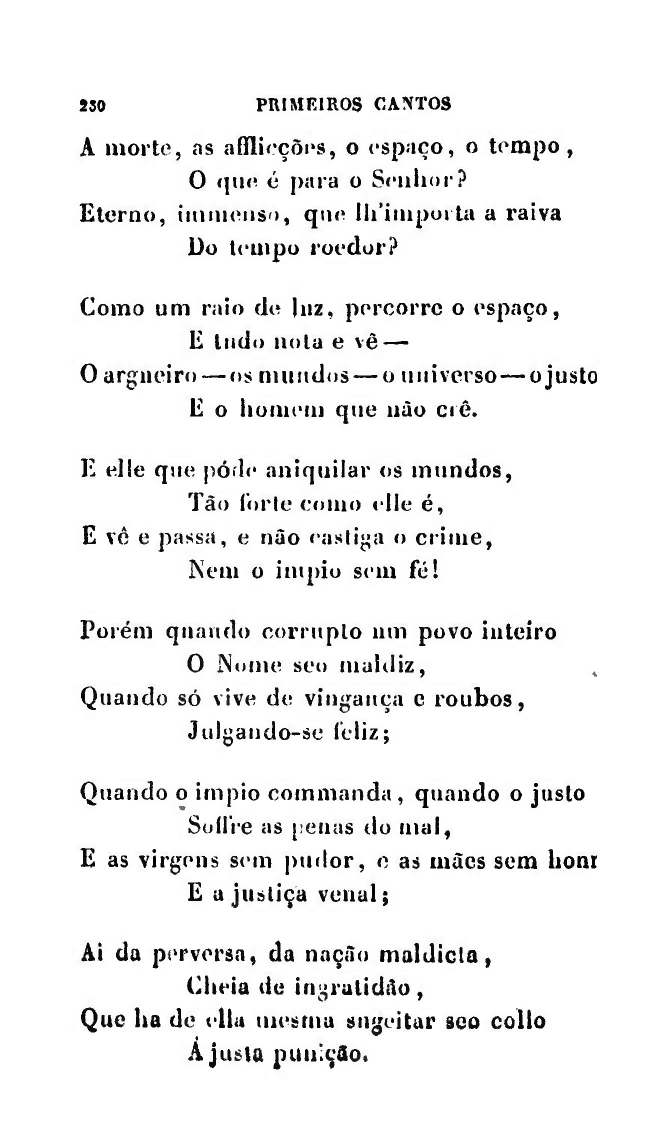 230 PRIMEIROS CANTOS
A morte, as afflicções, o espaço, o tempo,
O que é para o Senhor?
Eterno, immenso, que lh'importa a raiva
Do tempo roedor?
Como um raio de luz, percorre o espaço,
E tudo nota e vê—
O argueiro—os mundos—o universo—o justo
E o homem que não crê.
E elle que póde aniquilar os mundos,
Tão forte como elle é,
E vê e passa, e não castiga o crime,
Nem o impio sem fé!
Porém quando corrupto um povo inteiro
O Nome seo maldiz,
Quando só vive de vingança e roubos,
Julgando-se feliz;
Quando o impio commanda, quando o justo
Soffre as penas do mal,
E as virgens sem pudor, e as mães sem honr
E a justiça venal;
Ai da perversa, da nação maldicta,
Cheia de ingratidão,
Que ha de ella mesma sugeitar seo collo
Á justa punição.